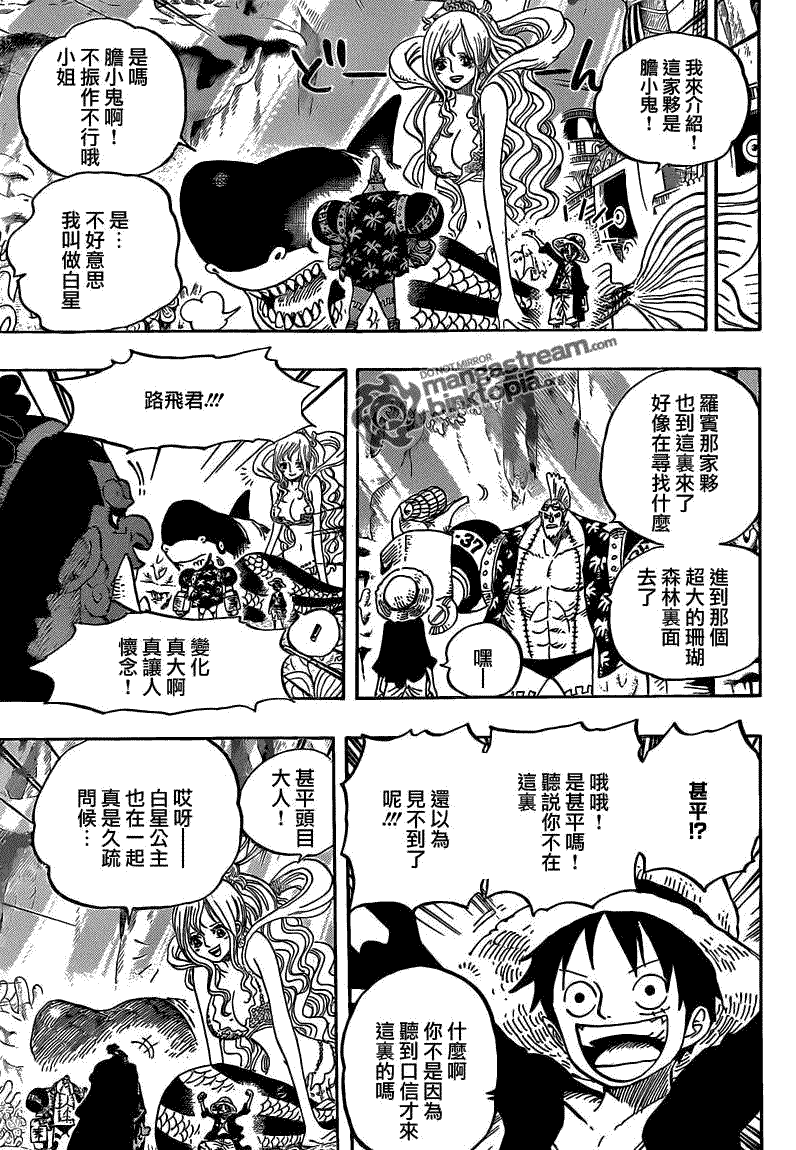 我來介紹！
這家夥是
膽小鬼！
どーーん
是嗎
膽小鬼啊！
不振作不行哦
小姐
是…
不好意思
我叫做白星
羅賓那家夥
也到這裏來了
好像在尋找什麼
進到那個
超大的珊瑚
森林裏面
去了
嘿—
37
DO NOT MIRROR
mangastream.com
binktopia.org
路飛君!!!
變化
真大啊
真讓人
懷念！
甚平!?
哦哦！
是甚平嗎！
聽說你不在
這裏
還以為
見不到了
呢!!!
什麼啊
你不是因為
聽到口信才來
這裏的嗎
甚平頭目
大人！
哎呀——
白星公主
也在一起
真是久疏
問候…